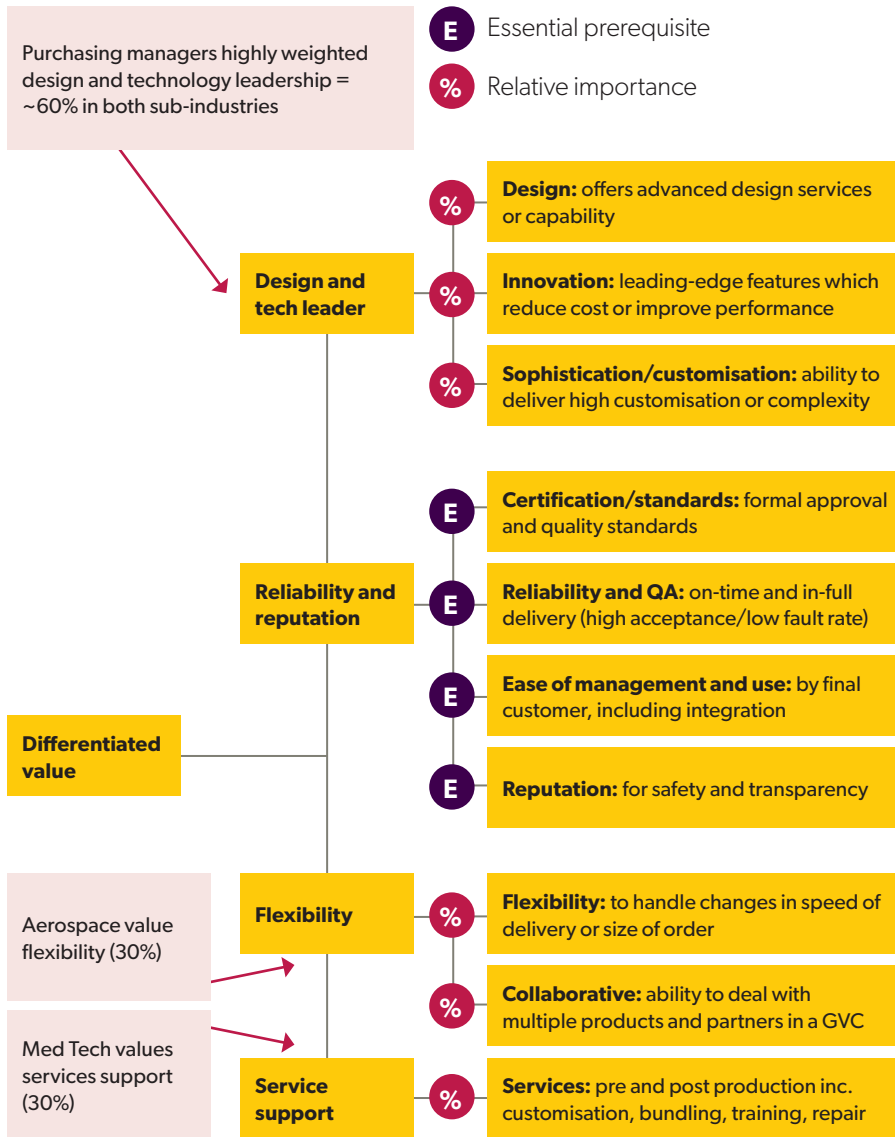 Purchasing managers highly weighted
design and technology leadership =
~60% in both sub-industries
E Essential prerequisite
% Relative importance
Design and
tech leader
%
Design: offers advanced design services
or capability
%
Innovation: leading-edge features which
reduce cost or improve performance
%
Sophistication/customisation: ability to
deliver high customisation or complexity
Reliability and
reputation
E
Certification/standards: formal approval
and quality standards
E
Reliability and QA: on-time and in-full
delivery (high acceptance/low fault rate)
E
Ease of management and use: by final
customer, including integration
E
Reputation: for safety and transparency
Differentiated
value
Aerospace value
flexibility (30%)
Flexibility
%
Flexibility: to handle changes in speed of
delivery or size of order
%
Collaborative: ability to deal with
multiple products and partners in a GVC
Med Tech values
services support
(30%)
Service
support
%
Services: pre and post production inc.
customisation, bundling, training, repair